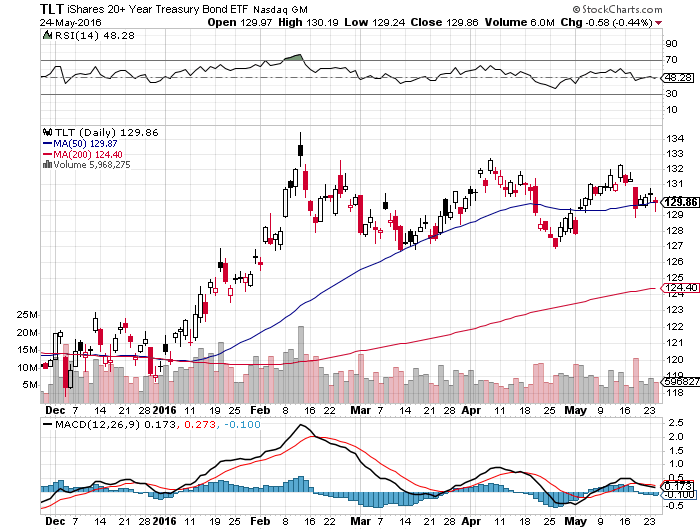 TLT iShares 20+ Year Treasury Bond ETF Nasdaq GM © StockCharts.com
24-May-2016 Open 129.97 High 130.19 Low 129.24 Close 129.86 Volume 6.0M Chg -0.58 (-0.44%)
RSI(14) 48.28
90
70
48.28
30
10
TLT (Daily) 129.86
MA(50) 129.87
MA(200) 124.40
Volume 5,968,275
134
133
132
131
129.86
129
128
127
126
125
124.40
124
123
122
121
120
119
118
25M
20M
15M
10M
5M
596827
Dec 7 14 21 28 2016 11 19 25 Feb 8 16 22 Mar 7 14 21 28 Apr 11 18 25 May 9 16 23
MACD(12,26,9) 0.173, 0.273, -0.100
2.5
2.0
1.5
1.0
0.5
0.173
-0.100
-0.5
Dec 7 14 21 28 2016 11 19 25 Feb 8 16 22 Mar 7 14 21 28 Apr 11 18 25 May 9 16 23